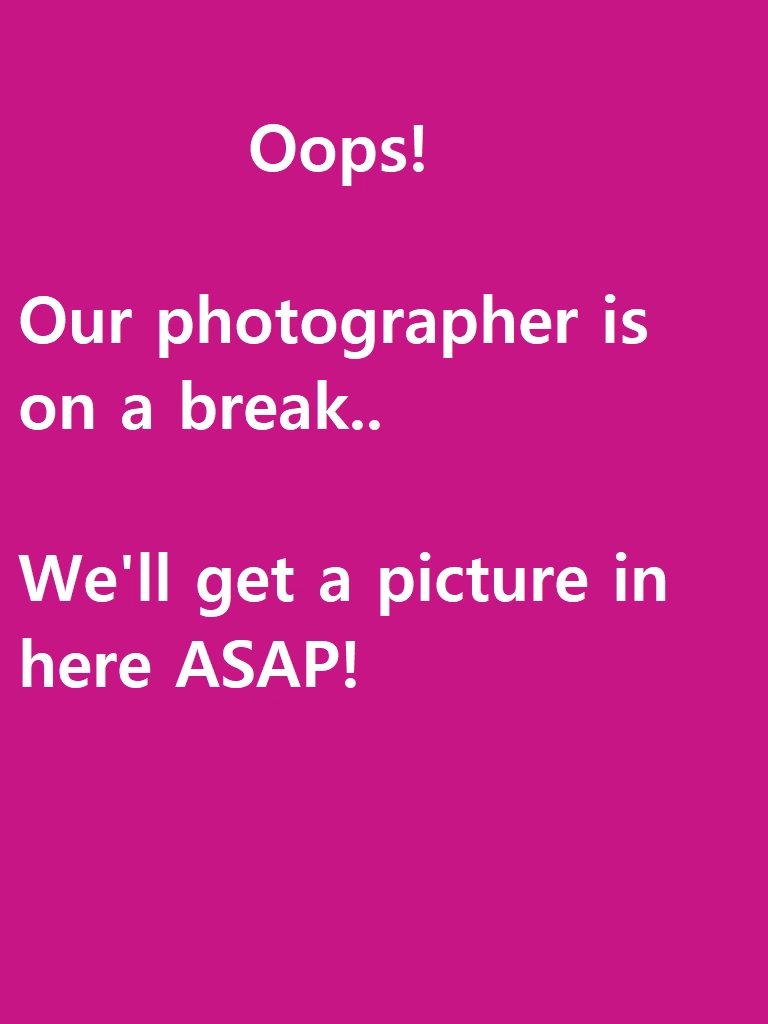 Oops!
Our photographer is
on a break..
We'll get a picture in
here ASAP!